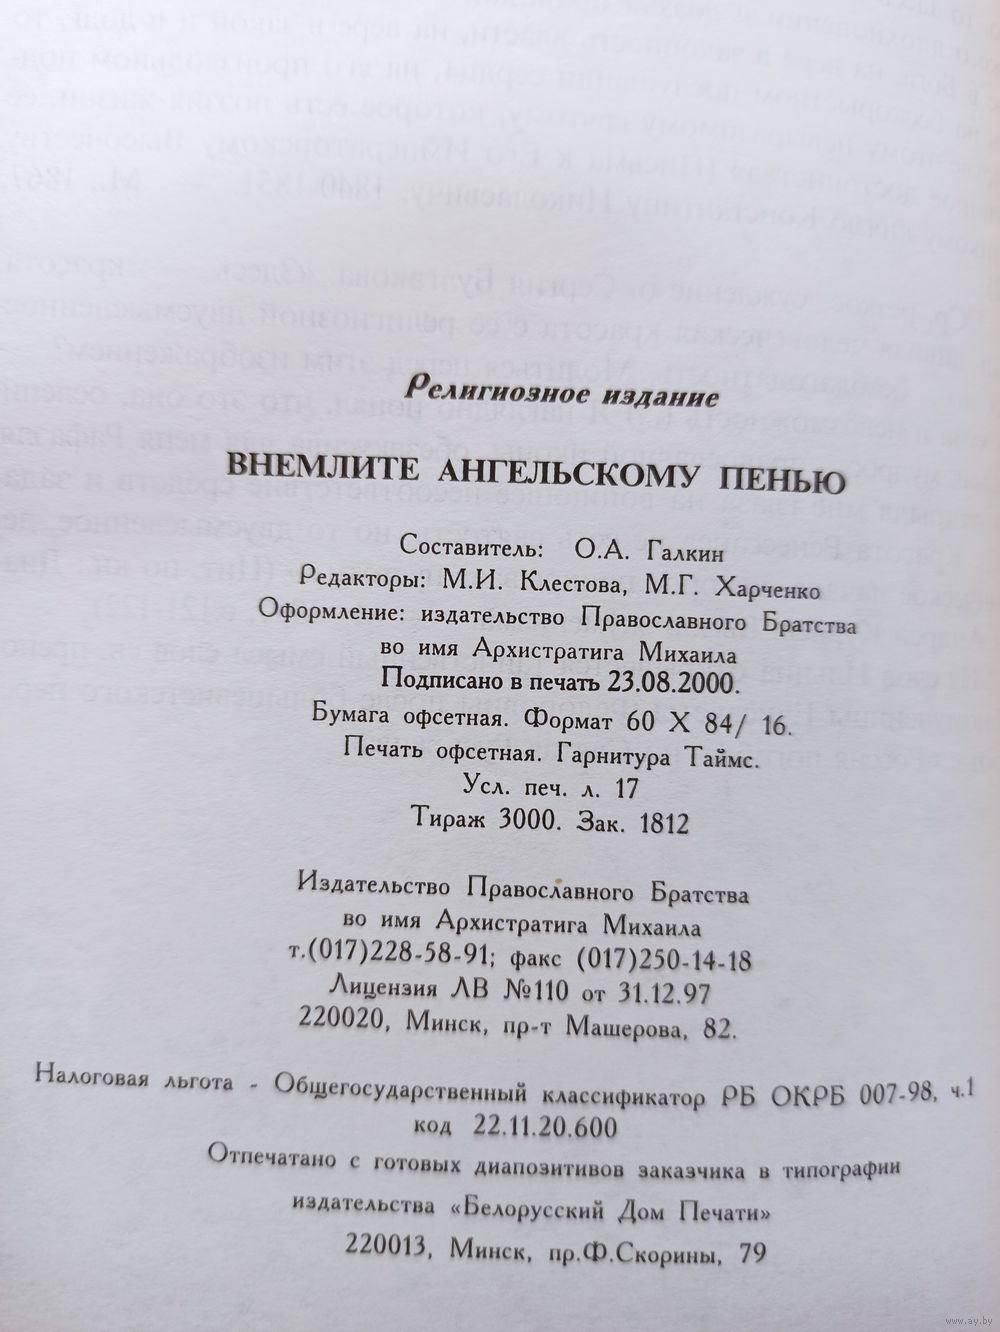 Религиозное издание
ВНЕМЛИТЕ АНГЕЛЬСКОМУ ПЕНЬЮ
Составитель: О.А. Галкин
Редакторы: М.И. Клестова, М.Г. Харченко
Оформление: издательство Православного Братства
во имя Архистратига Михаила
Подписано в печать 23.08.2000.
Бумага офсетная. Формат 60 Х 84/ 16.
Печать офсетная. Гарнитура Таймс.
Усл. печ. л. 17
Тираж 3000. Зак. 1812
Издательство Православного Братства
во имя Архистратига Михаила
т.(017)228-58-91; факс (017)250-14-18
Лицензия ЛВ №110 от 31.12.97
220020, Минск, пр-т Машерова, 82.
Налоговая льгота - Общегосударственный классификатор РБ ОКРБ 007-98, ч.1
код 22.11.20.600
Отпечатано с готовых диапозитивов заказчика в типографии
издательства «Белорусский Дом Печати»
220013, Минск, пр.Ф.Скорины, 79
www.ay.by